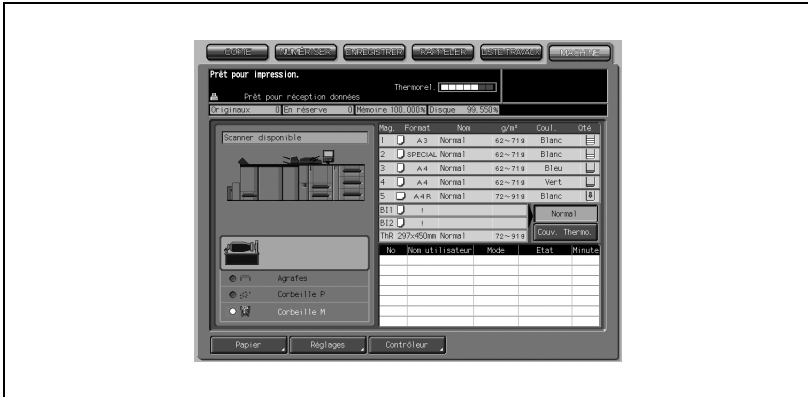 COPIE NUMÉRISER ENREGISTRER RAPPELER LISTE TRAVAUX MACHINE
Prêt pour impression.
Thermorel.
Prêt pour réception données
Originaux 0 En réserve 0 Mémoire 100.000% Disque 99.550%
Scanner disponible
Mag. Format Nom g/m² Coul. Qté
1 A3 Normal 62~71g Blanc
2 SPECIAL Normal 62~71g Blanc
3 A4 Normal 62~71g Bleu
4 A4 Normal 62~71g Vert
5 A4R Normal 72~91g Blanc
BI1 !
BI2 !
Normal
ThR 297x450mm Normal 72~91g
Couv. Thermo.
No Nom utilisateur Mode Etat Minute
Agrafes
Corbeille P
Corbeille M
Papier Réglages Contrôleur